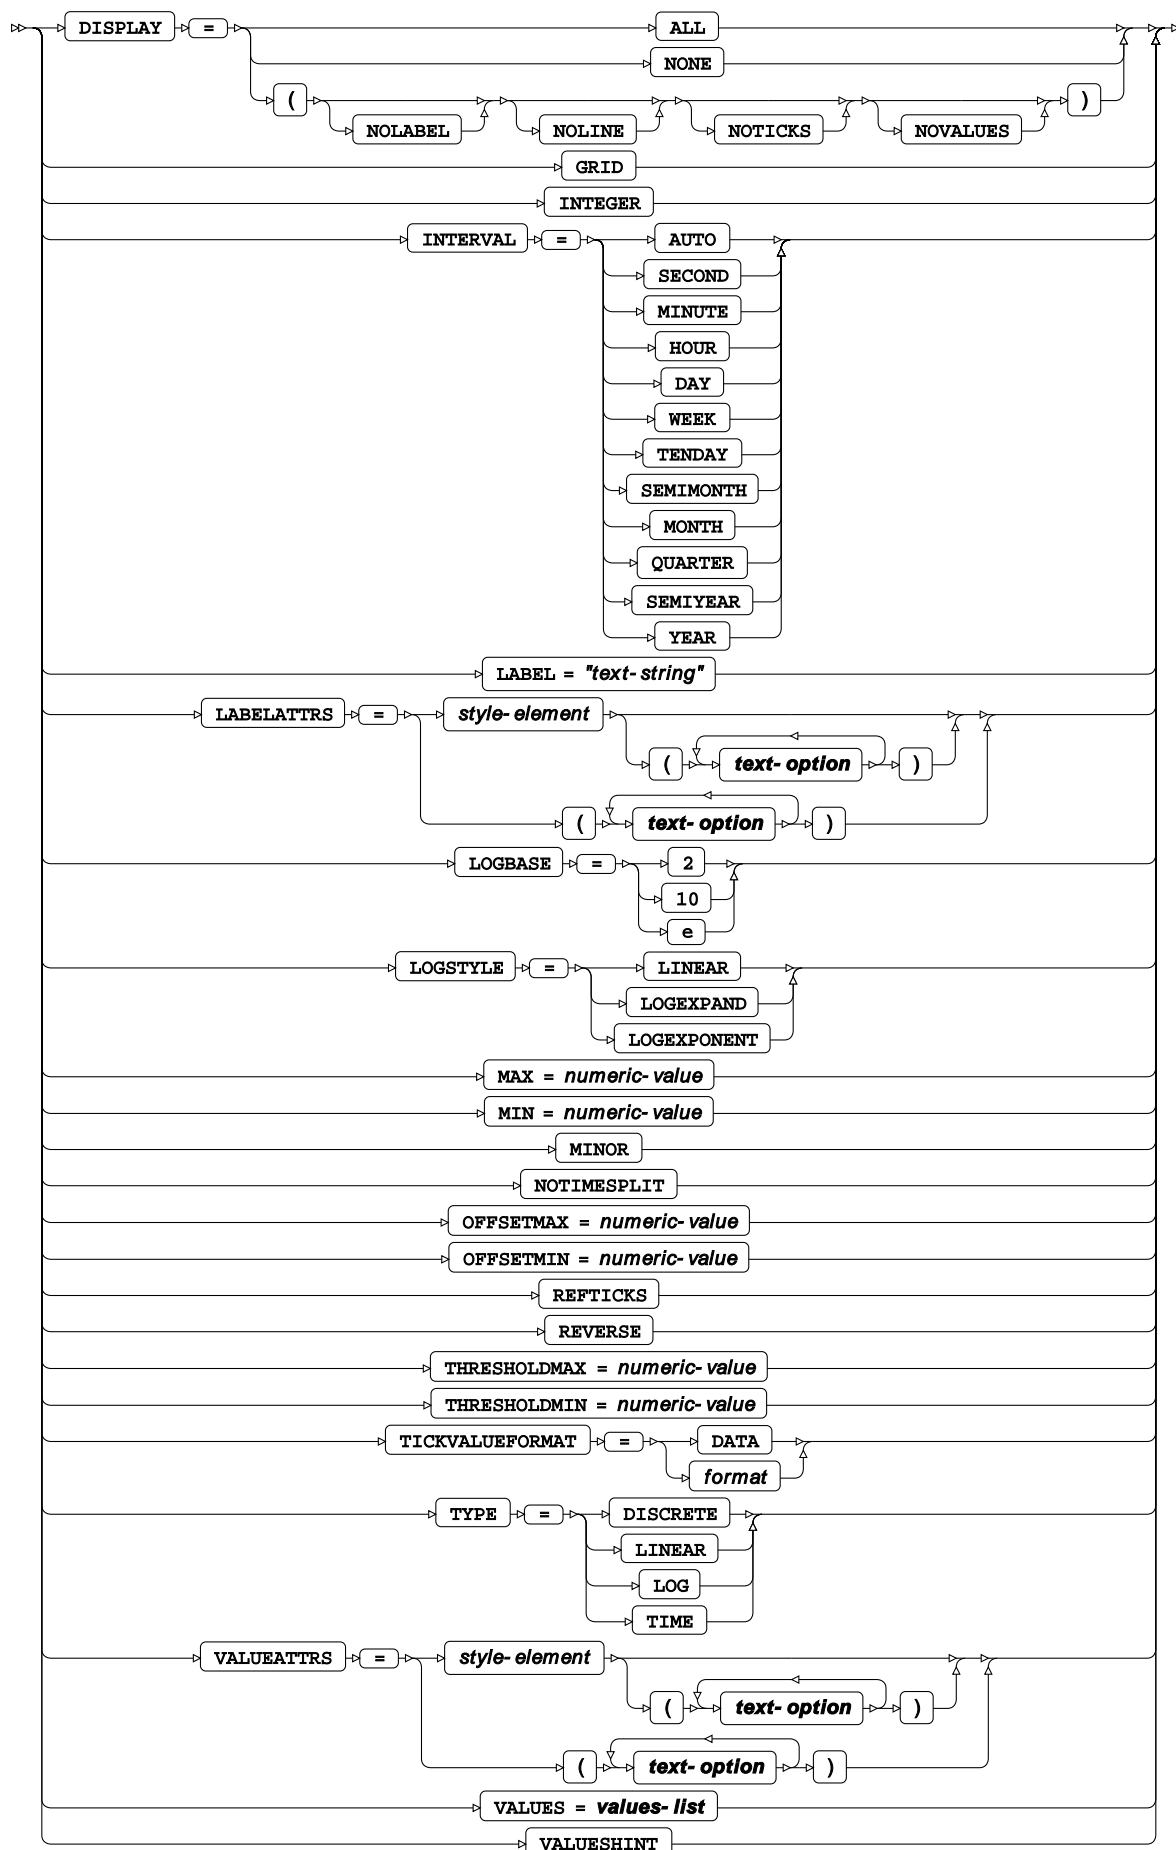 DISPLAY = ALL
NONE
( NOLABEL NOLINE NOTICKS NOVALUES )
GRID
INTEGER
INTERVAL = AUTO
SECOND
MINUTE
HOUR
DAY
WEEK
TENDAY
SEMIMONTH
MONTH
QUARTER
SEMIYEAR
YEAR
LABEL = "text-string"
LABELATTRS = style-element
( text-option )
( text-option )
LOGBASE = 2
10
e
LOGSTYLE = LINEAR
LOGEXPAND
LOGEXPONENT
MAX = numeric-value
MIN = numeric-value
MINOR
NOTIMESPLIT
OFFSETMAX = numeric-value
OFFSETMIN = numeric-value
REFTICKS
REVERSE
THRESHOLDMAX = numeric-value
THRESHOLDMIN = numeric-value
TICKVALUEFORMAT = DATA
format
TYPE = DISCRETE
LINEAR
LOG
TIME
VALUEATTRS = style-element
( text-option )
( text-option )
VALUES = values-list
VALUESHINT